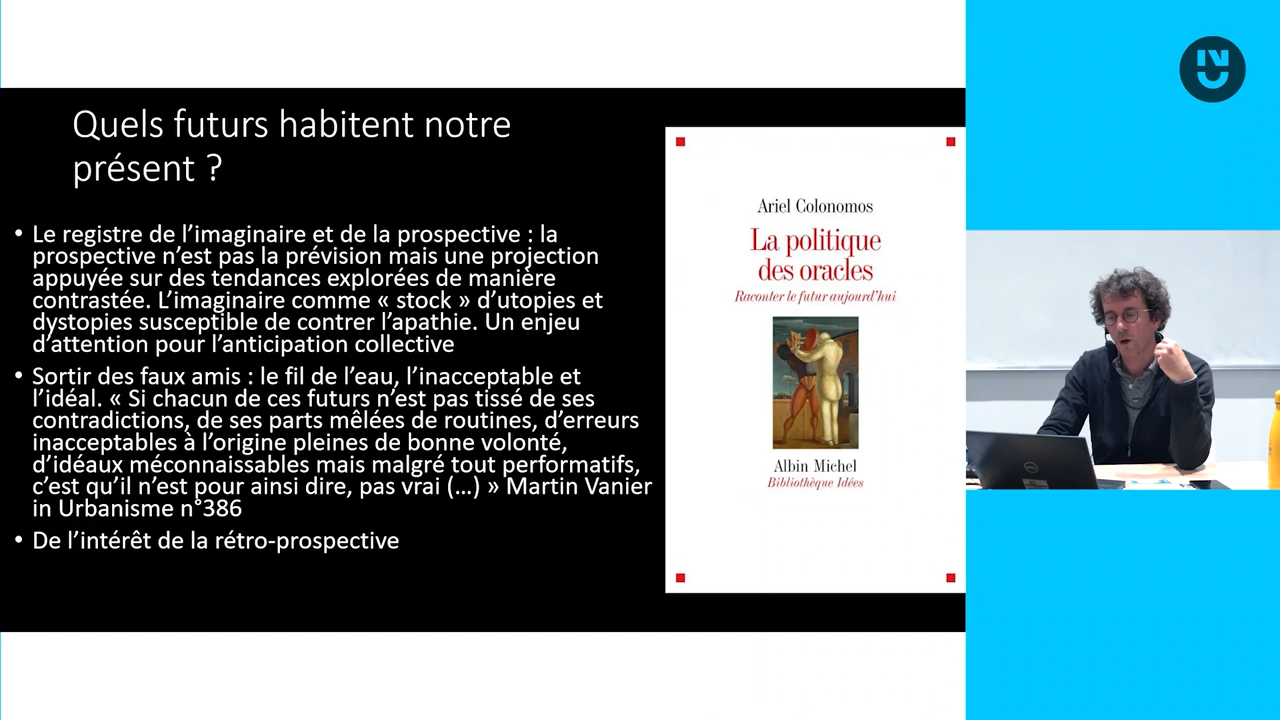 Quels futurs habitent notre
présent ?
• Le registre de l’imaginaire et de la prospective : la
prospective n’est pas la prévision mais une projection
appuyée sur des tendances explorées de manière
contrastée. L’imaginaire comme « stock » d’utopies et
dystopies susceptible de contrer l’apathie. Un enjeu
d’attention pour l’anticipation collective
• Sortir des faux amis : le fil de l’eau, l’inacceptable et
l’idéal. « Si chacun de ces futurs n’est pas tissé de ses
contradictions, de ses parts mêlées de routines, d’erreurs
inacceptables à l’origine pleines de bonne volonté,
d’idéaux méconnaissables mais malgré tout performatifs,
c’est qu’il n’est pour ainsi dire, pas vrai (…) » Martin Vanier
in Urbanisme n°386
• De l’intérêt de la rétro-prospective
Ariel Colonomos
La politique
des oracles
Raconter le futur aujourd’hui
Albin Michel
Bibliothèque Idées